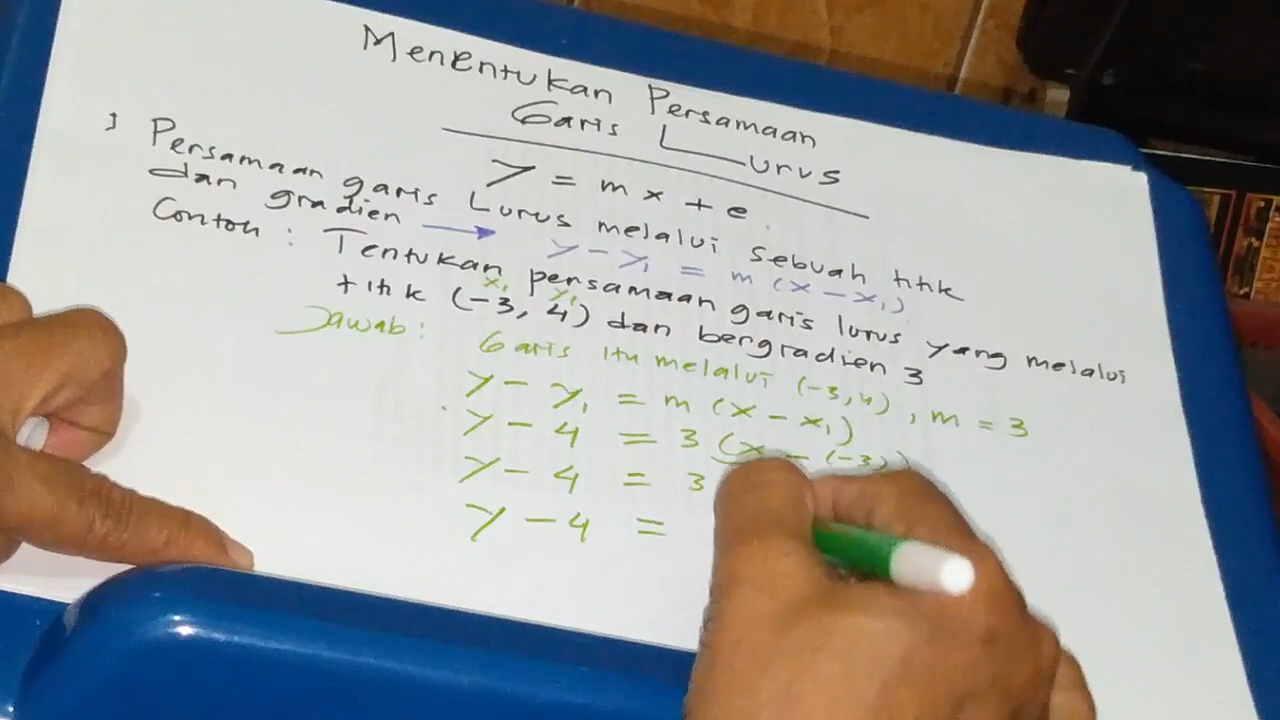 Menentukan Persamaan
Garis Lurus
y = mx + c
Persamaan garis Lurus melalui sebuah titik
dan gradien → y - y₁ = m (x - x₁)
Contoh : Tentukan persamaan garis lurus yang melalui
x₁ y₁
titik (-3, 4) dan bergradien 3
Jawab : Garis itu melalui (-3, 4), m = 3
y - y₁ = m (x - x₁)
y - 4 = 3 (x - (-3))
y - 4 = 3
y - 4 =